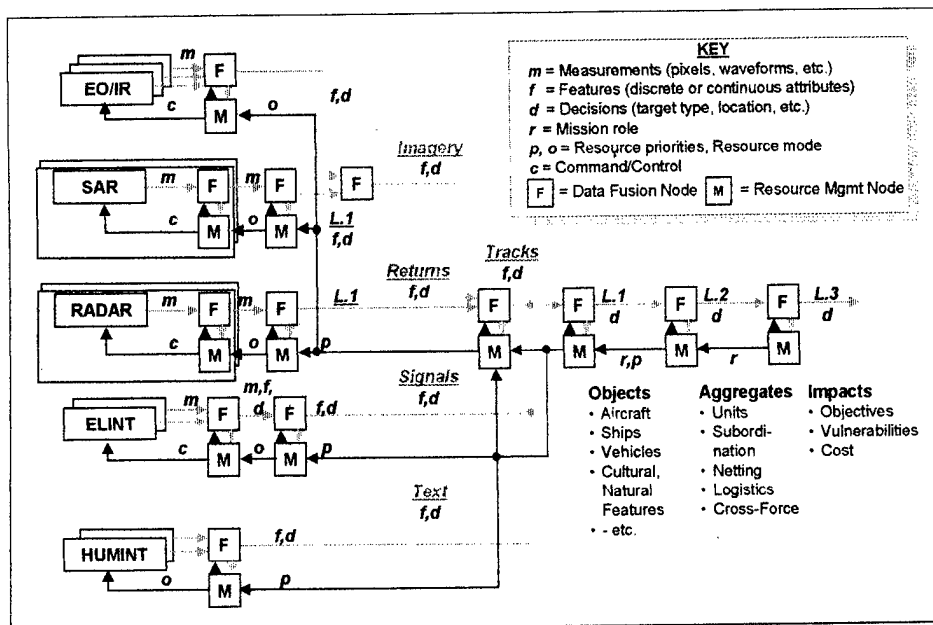 KEY
m = Measurements (pixels, waveforms, etc.)
f = Features (discrete or continuous attributes)
d = Decisions (target type, location, etc.)
r = Mission role
p, o = Resource priorities, Resource mode
c = Command/Control
F = Data Fusion Node M = Resource Mgmt Node
m
F
EO/IR
c
M
o
f,d
Imagery
f,d
SAR
m
F
m
F
F
c
M
o
M
L.1
f,d
Returns
f,d
Tracks
f,d
RADAR
m
F
m
F
L.1
F
F
L.1
d
F
L.2
d
F
L.3
d
c
M
o
M
p
M
M
r,p
M
r
M
Signals
f,d
ELINT
m
F
m,f,
d
F
f,d
c
M
o
M
p
Text
f,d
HUMINT
F
f,d
o
M
p
Objects
· Aircraft
· Ships
· Vehicles
· Cultural,
Natural
Features
· - etc.
Aggregates
· Units
· Subordi-
nation
· Netting
· Logistics
· Cross-Force
Impacts
· Objectives
· Vulnerabilities
· Cost